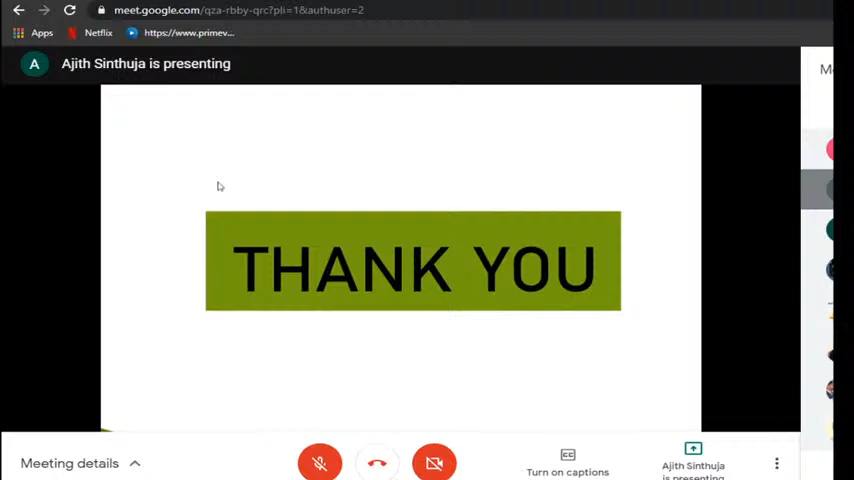 meet.google.com/qza-rbby-qrc?pli=1&authuser=2
Apps Netflix https://www.primev...
A Ajith Sinthuja is presenting
THANK YOU
Meeting details
CC
Turn on captions
Ajith Sinthuja
is presenting